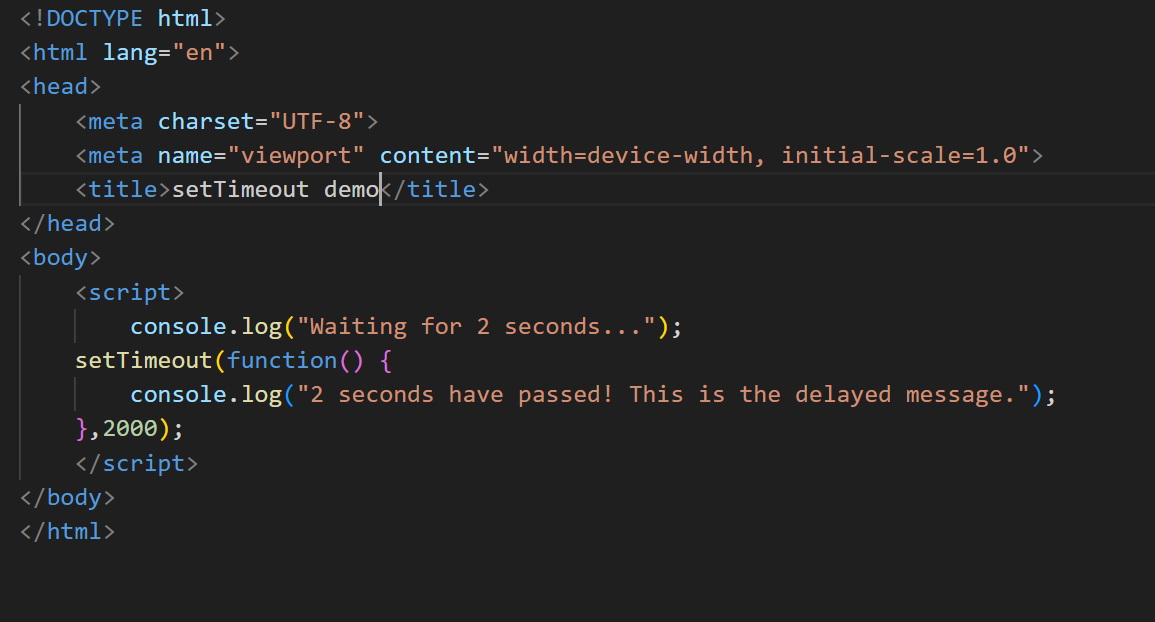 <!DOCTYPE html>
<html lang="en">
<head>
    <meta charset="UTF-8">
    <meta name="viewport" content="width=device-width, initial-scale=1.0">
    <title>setTimeout demo</title>
</head>
<body>
    <script>
        console.log("Waiting for 2 seconds...");
    setTimeout(function() {
        console.log("2 seconds have passed! This is the delayed message.");
    },2000);
    </script>
</body>
</html>